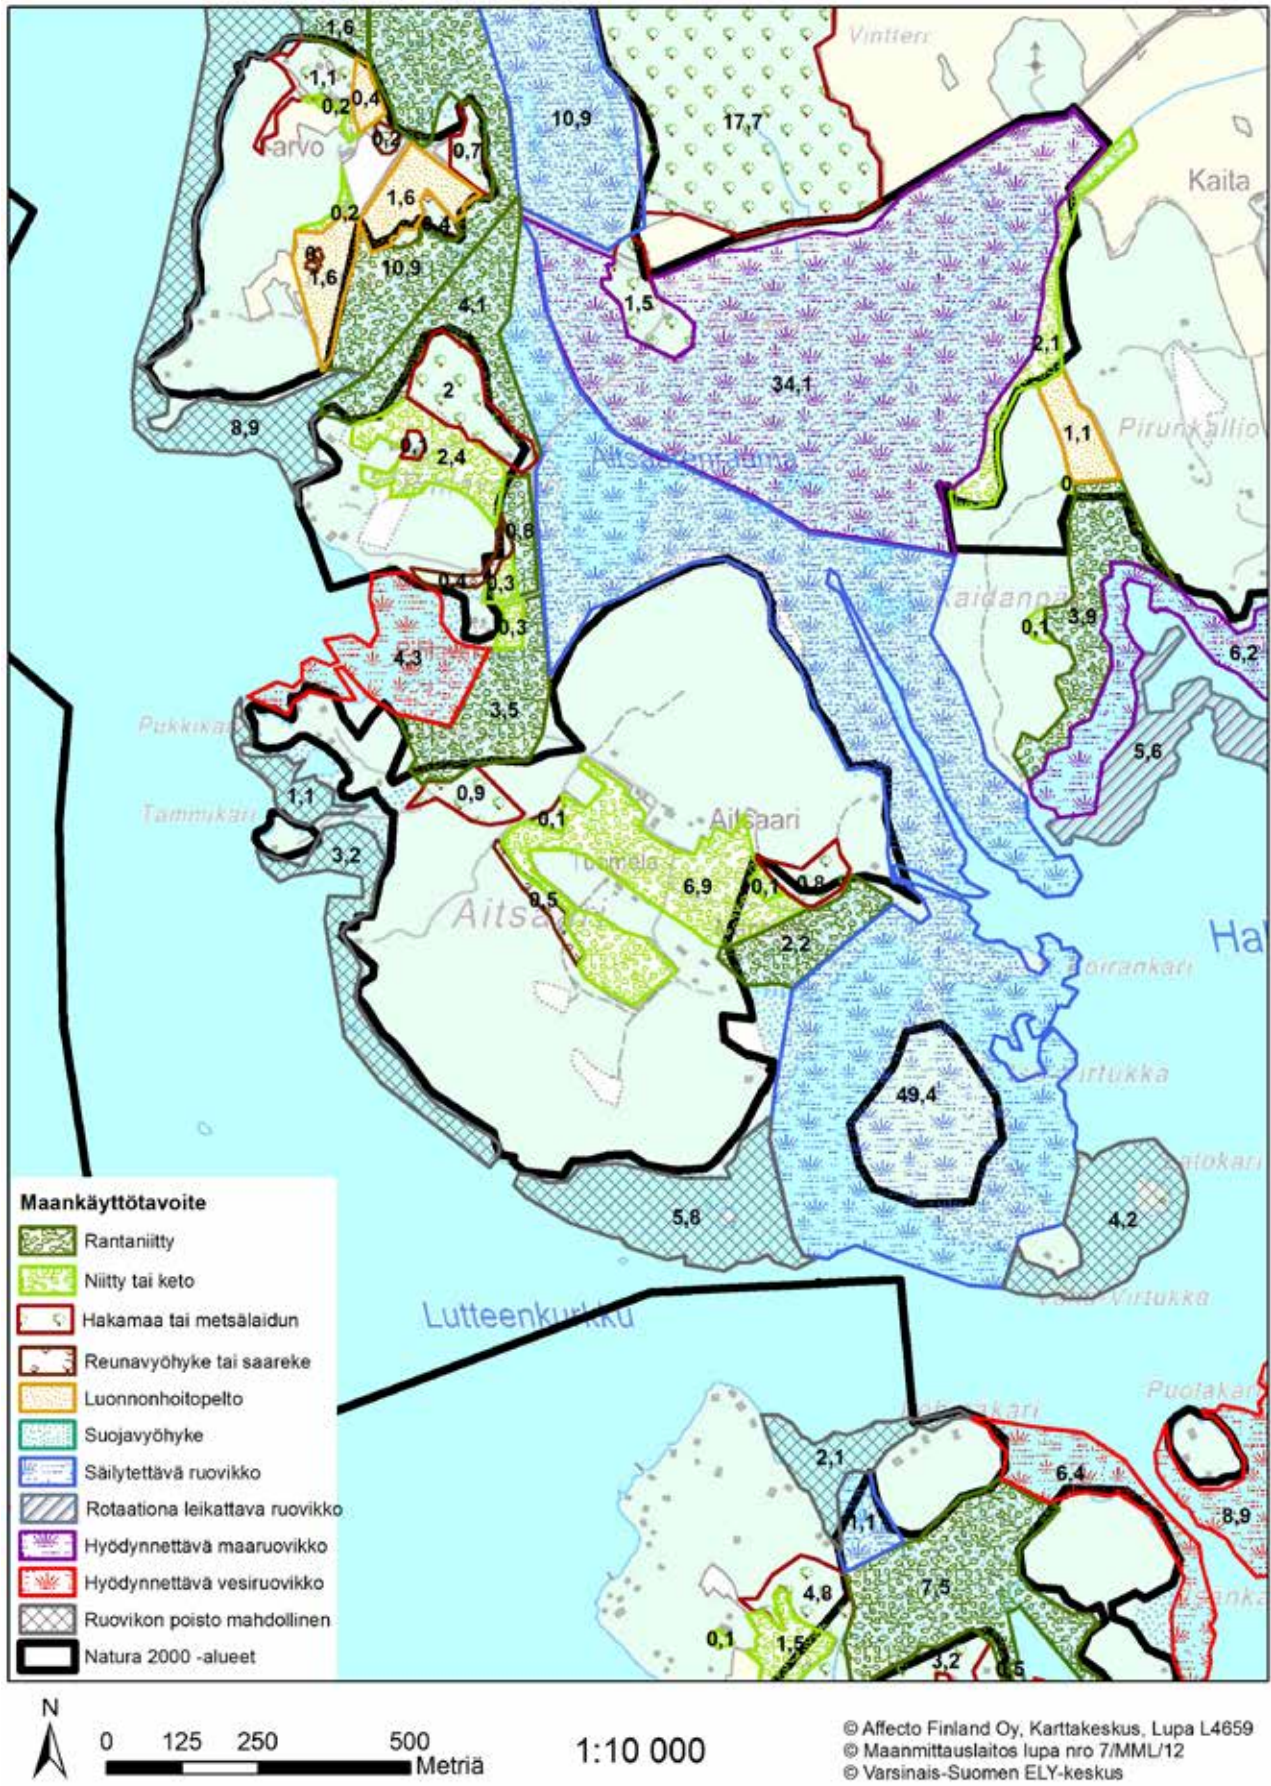 1,6
Vintteri
1,1
0,4
0,2
10,9
17,7
0,2
Karvo
0,7
Kaita
1,6
0,2
1,6
10,9
4,1
1,5
2,1
34,1
2
8,9
1,1
Pirunkallio
0,1
2,4
0
0,8
0,4
0,3
3,9
0,1
0,3
4,3
6,2
3,5
5,6
1,1
0,9
Tammikari
0,1
Aitsaari
3,2
Tuomela
6,9
0,1
0,8
0,5
Aitsaari
2,2
49,4
5,8
4,2
Lutteenkurkku
2,1
6,4
8,9
1,1
7,5
4,8
0,1
1,5
3,2
0,5
Maankäyttötavoite
Rantaniitty
Niitty tai keto
Hakamaa tai metsälaidun
Reunavyöhyke tai saareke
Luonnonhoitopelto
Suojavyöhyke
Säilytettävä ruovikko
Rotaationa leikattava ruovikko
Hyödynnettävä maaruovikko
Hyödynnettävä vesiruovikko
Ruovikon poisto mahdollinen
Natura 2000 -alueet
N
0 125 250 500
Metriä
1:10 000
© Affecto Finland Oy, Karttakeskus, Lupa L4659
© Maanmittauslaitos lupa nro 7/MML/12
© Varsinais-Suomen ELY-keskus